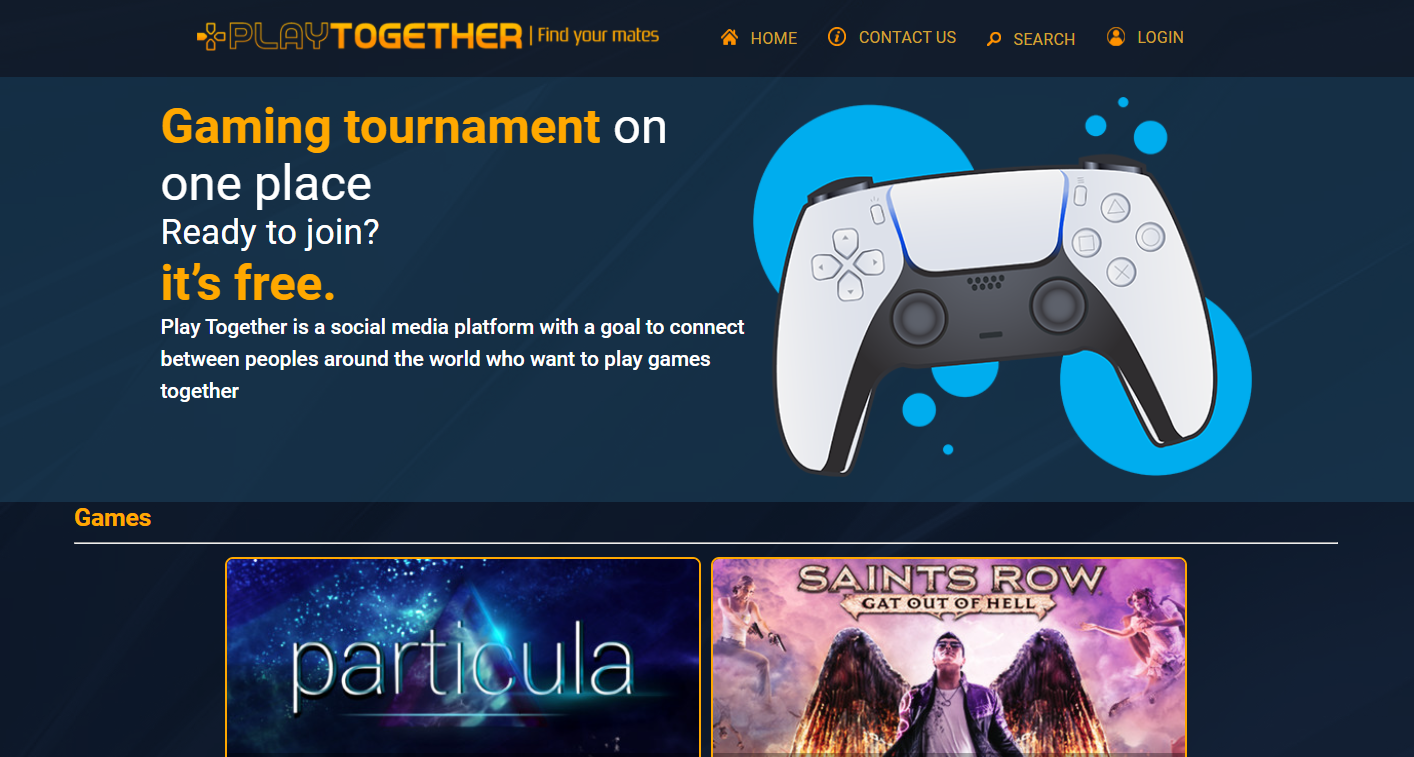 PLAYTOGETHER | Find your mates
HOME
CONTACT US
SEARCH
LOGIN
Gaming tournament on
one place
Ready to join?
it’s free.
Play Together is a social media platform with a goal to connect
between peoples around the world who want to play games
together
Games
particula
SAINTS ROW
GAT OUT OF HELL